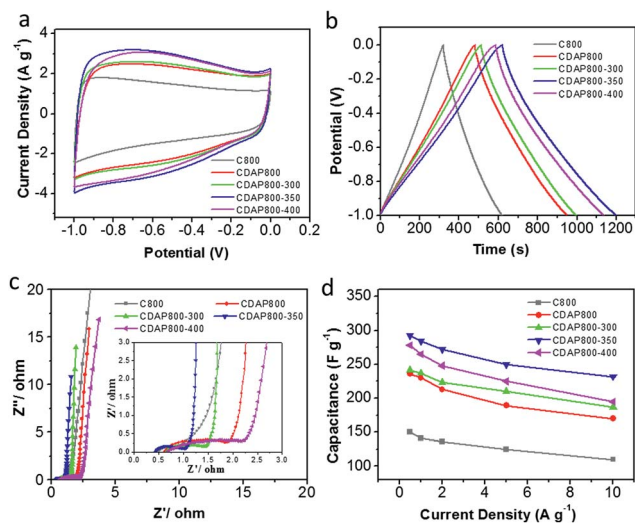 a
Current Density (A g⁻¹)
4
2
0
-2
-4
-1.0
-0.8
-0.6
-0.4
-0.2
0.0
0.2
Potential (V)
C800
CDAP800
CDAP800-300
CDAP800-350
CDAP800-400
b
Potential (V)
0.0
-0.2
-0.4
-0.6
-0.8
-1.0
0
200
400
600
800
1000
1200
Time (s)
C800
CDAP800
CDAP800-300
CDAP800-350
CDAP800-400
c
Z''/ ohm
20
15
10
5
0
0
5
10
15
20
Z'/ ohm
C800
CDAP800
CDAP800-300
CDAP800-350
CDAP800-400
Z'/ ohm
3.0
2.5
2.0
1.5
1.0
0.5
0.0
0.0
0.5
1.0
1.5
2.0
2.5
3.0
Z'/ ohm
d
Capacitance (F g⁻¹)
350
300
250
200
150
100
0
2
4
6
8
10
Current Density (A g⁻¹)
C800
CDAP800
CDAP800-300
CDAP800-350
CDAP800-400